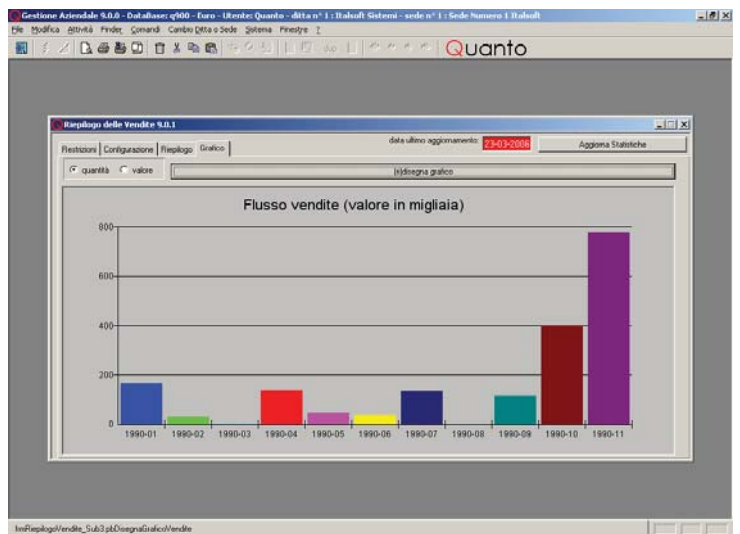 Gestione Aziendale 9.0.0 - DataBase: q900 - Euro - Utente: Quanto - ditta n° 1 : Italsoft Sistemi - sede n° 1 : Sede Numero 1 Italsoft
File Modifica Attività Finder Comandi Cambio Ditta o Sede Sistema Finestre ?
Quanto
Riepilogo delle Vendite 9.0.1
Restrizioni Configurazione Riepilogo Grafico
data ultimo aggiornamento: 23-03-2006 Aggiorna Statistiche
quantità valore (ri)disegna grafico
Flusso vendite (valore in migliaia)
800
600
400
200
0
1990-01 1990-02 1990-03 1990-04 1990-05 1990-06 1990-07 1990-08 1990-09 1990-10 1990-11
frmRiepilogoVendite_Sub3.pbDisegnaGraficoVendite